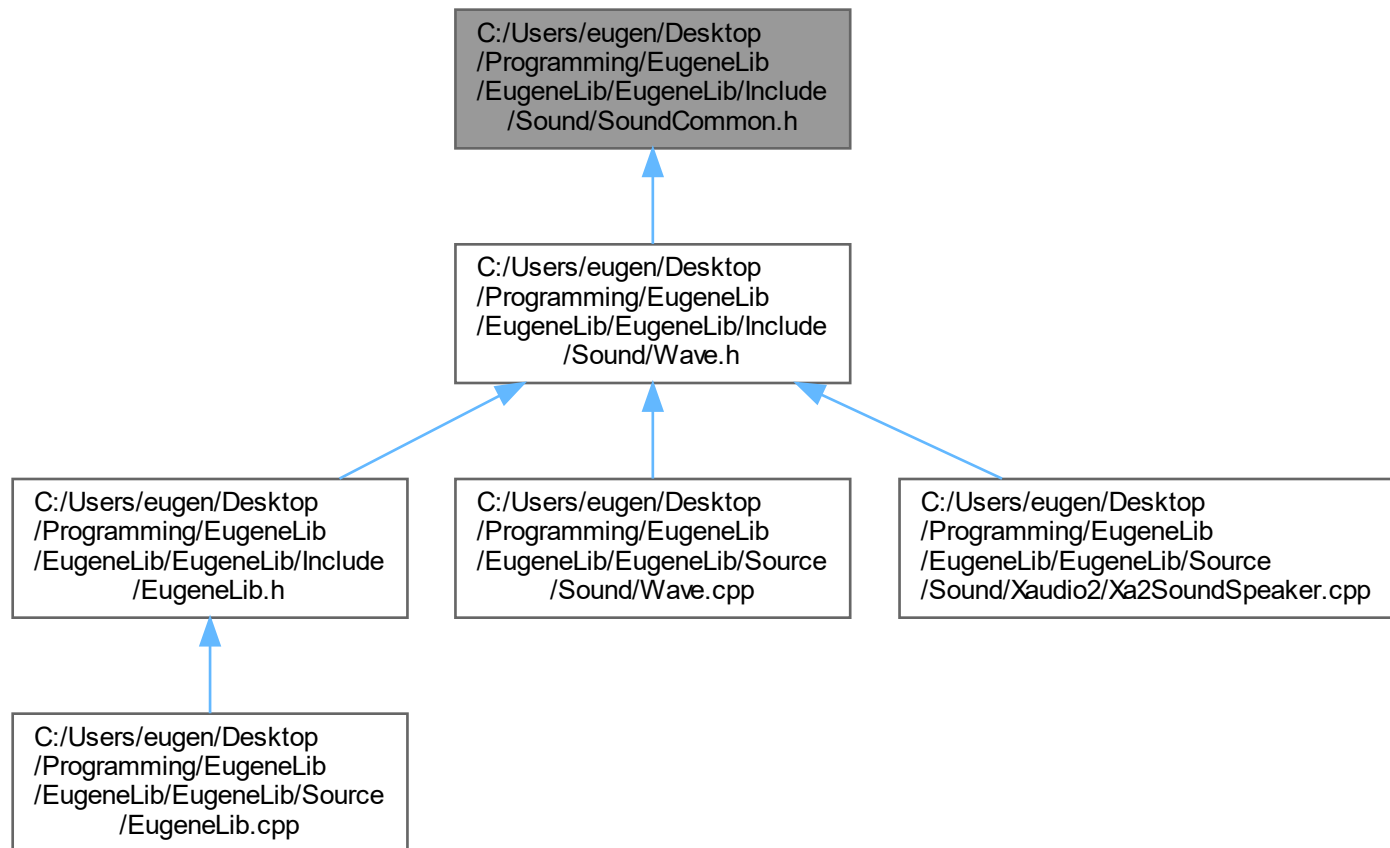 C:/Users/eugen/Desktop
/Programming/EugeneLib
/EugeneLib/EugeneLib/Include
/Sound/SoundCommon.h
C:/Users/eugen/Desktop
/Programming/EugeneLib
/EugeneLib/EugeneLib/Include
/Sound/Wave.h
C:/Users/eugen/Desktop
/Programming/EugeneLib
/EugeneLib/EugeneLib/Include
/EugeneLib.h
C:/Users/eugen/Desktop
/Programming/EugeneLib
/EugeneLib/EugeneLib/Source
/Sound/Wave.cpp
C:/Users/eugen/Desktop
/Programming/EugeneLib
/EugeneLib/EugeneLib/Source
/Sound/Xaudio2/Xa2SoundSpeaker.cpp
C:/Users/eugen/Desktop
/Programming/EugeneLib
/EugeneLib/EugeneLib/Source
/EugeneLib.cpp